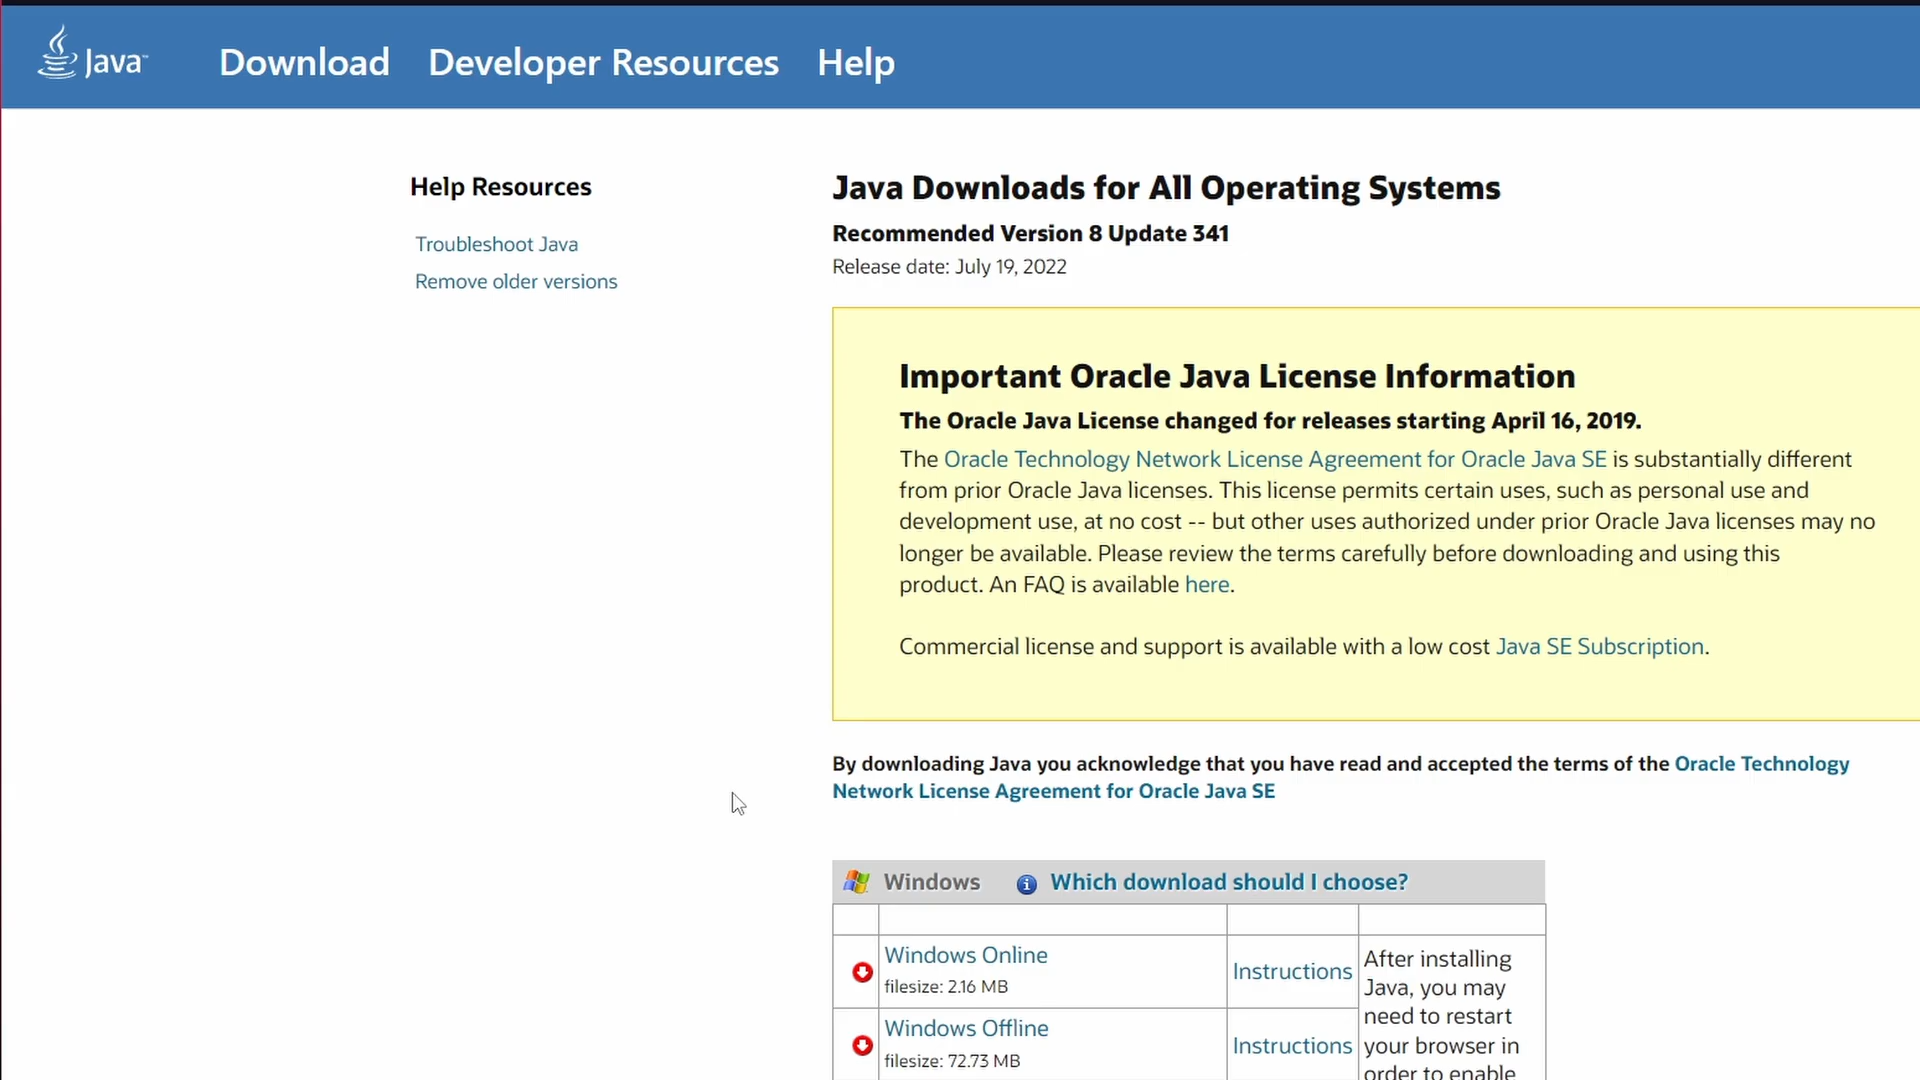 Java™
Download
Developer Resources
Help
Help Resources
Troubleshoot Java
Remove older versions
Java Downloads for All Operating Systems
Recommended Version 8 Update 341
Release date: July 19, 2022
Important Oracle Java License Information
The Oracle Java License changed for releases starting April 16, 2019.
The Oracle Technology Network License Agreement for Oracle Java SE is substantially different
from prior Oracle Java licenses. This license permits certain uses, such as personal use and
development use, at no cost -- but other uses authorized under prior Oracle Java licenses may no
longer be available. Please review the terms carefully before downloading and using this
product. An FAQ is available here.
Commercial license and support is available with a low cost Java SE Subscription.
By downloading Java you acknowledge that you have read and accepted the terms of the Oracle Technology
Network License Agreement for Oracle Java SE
Windows
Which download should I choose?
Windows Online
filesize: 2.16 MB
Instructions
Windows Offline
filesize: 72.73 MB
Instructions
After installing
Java, you may
need to restart
your browser in
order to enable